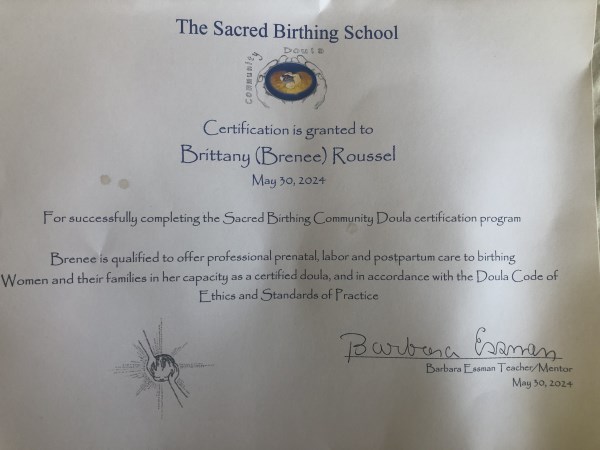 The Sacred Birthing School
Community Doula
Certification is granted to
Brittany (Brenee) Roussel
May 30, 2024
For successfully completing the Sacred Birthing Community Doula certification program
Brenee is qualified to offer professional prenatal, labor and postpartum care to birthing
Women and their families in her capacity as a certified doula, and in accordance with the Doula Code of
Ethics and Standards of Practice
Barbara Essman
Barbara Essman Teacher/Mentor
May 30, 2024